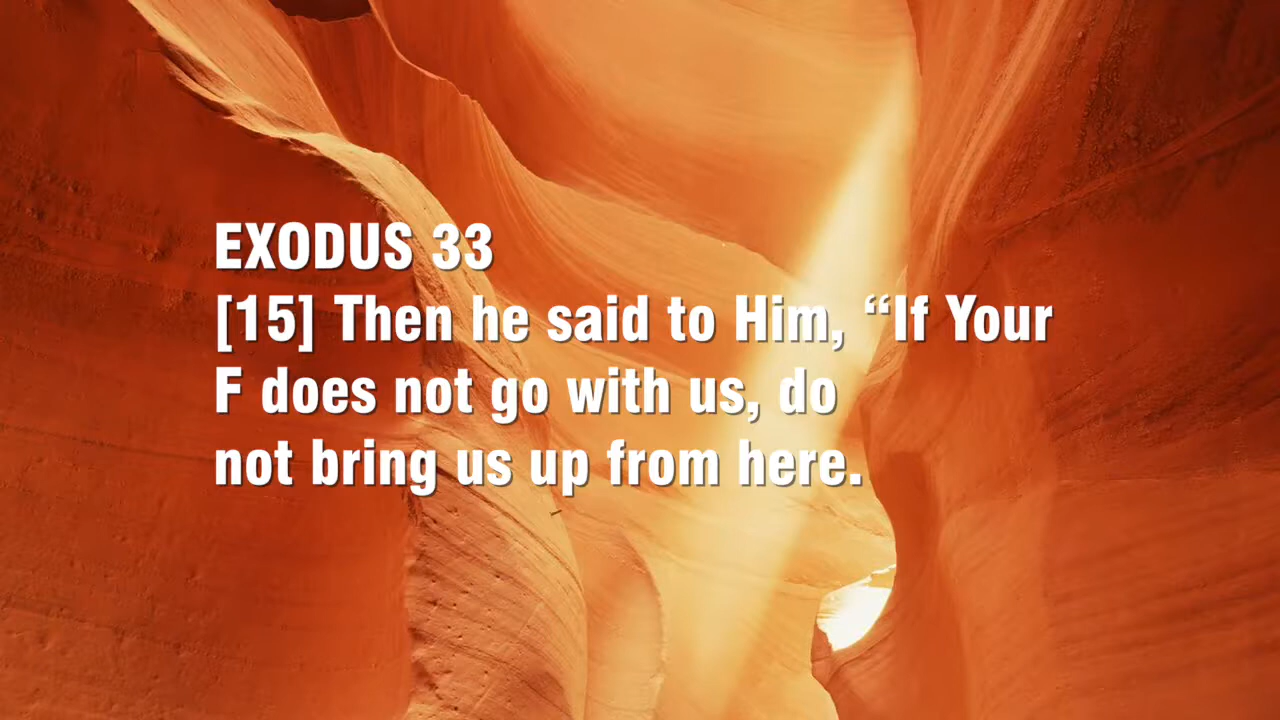 EXODUS 33
[15] Then he said to Him, “If Your
F does not go with us, do
not bring us up from here.